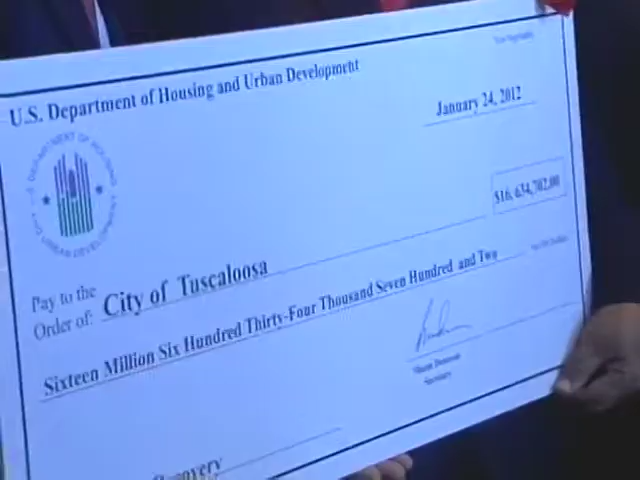 U.S. Department of Housing and Urban Development
January 24, 2012
$16,634,702.00
Pay to the
Order of: City of Tuscaloosa
Sixteen Million Six Hundred Thirty-Four Thousand Seven Hundred and Two
Secretary